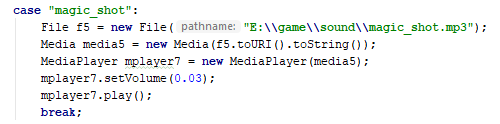 case "magic_shot":
File f5 = new File( pathname: "E:\\game\\sound\\magic_shot.mp3");
Media media5 = new Media(f5.toURI().toString());
MediaPlayer mplayer7 = new MediaPlayer(media5);
mplayer7.setVolume(0.03);
mplayer7.play();
break;